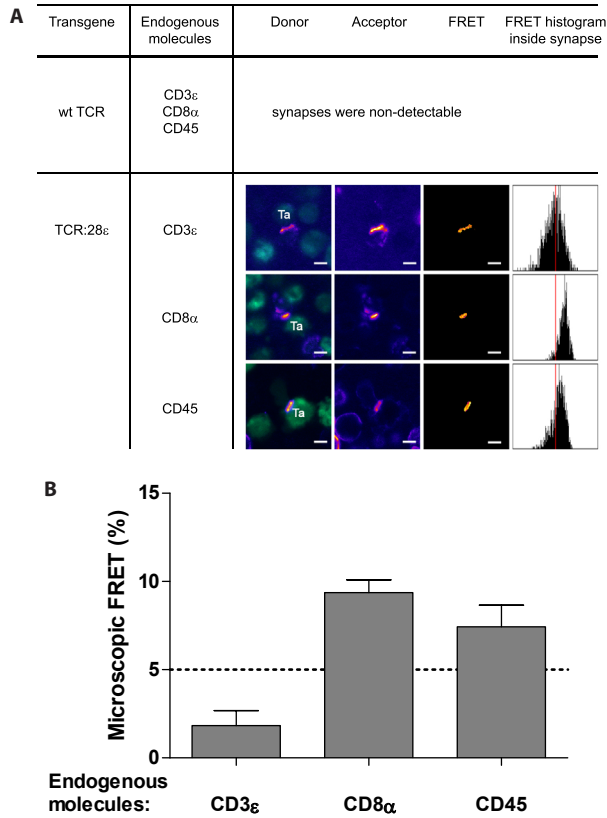 A
Transgene
Endogenous
molecules
Donor
Acceptor
FRET
FRET histogram
inside synapse
wt TCR
CD3ε
CD8α
CD45
synapses were non-detectable
TCR:28ε
CD3ε
Ta
CD8α
Ta
CD45
Ta
B
Microscopic FRET (%)
15
10
5
0
Endogenous
molecules:
CD3ε
CD8α
CD45